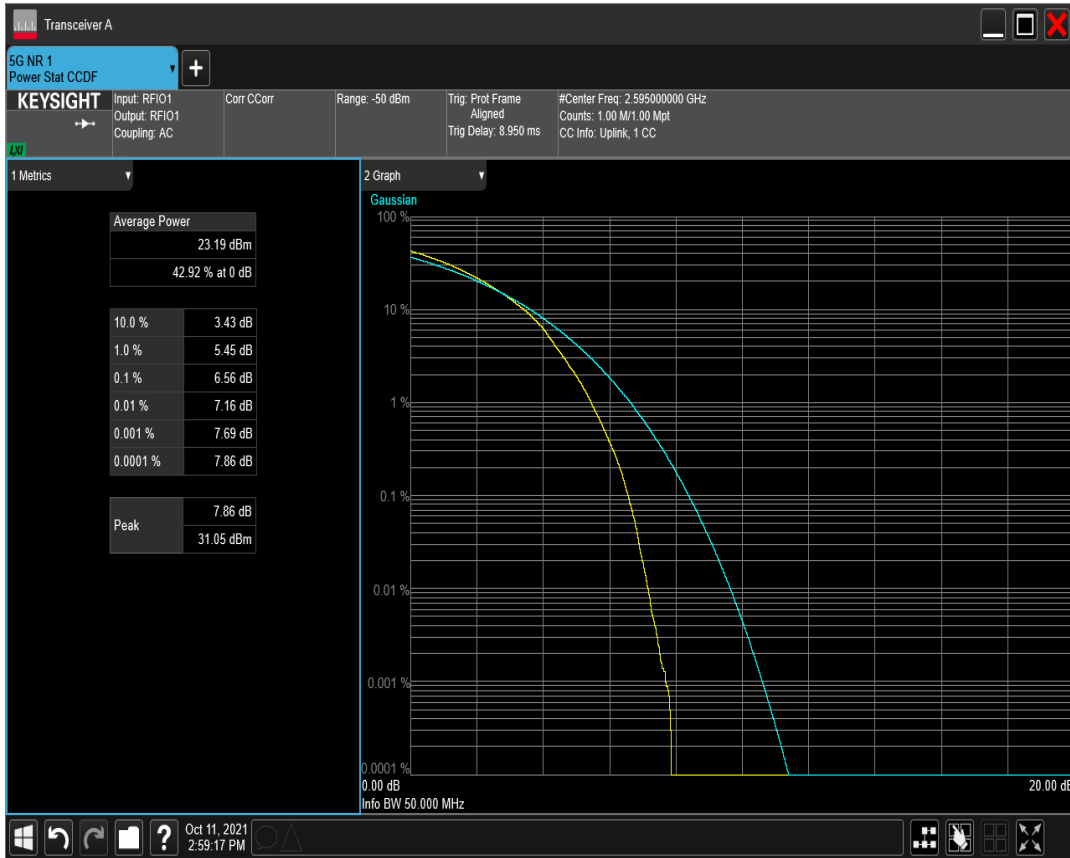 Transceiver A
5G NR 1
Power Stat CCDF
KEYSIGHT
LXI
Input: RFIO1
Output: RFIO1
Coupling: AC
Corr CCorr
Range: -50 dBm
Trig: Prot Frame
Aligned
Trig Delay: 8.950 ms
#Center Freq: 2.595000000 GHz
Counts: 1.00 M/1.00 Mpt
CC Info: Uplink, 1 CC
1 Metrics
Average Power
23.19 dBm
42.92 % at 0 dB
10.0 % 3.43 dB
1.0 % 5.45 dB
0.1 % 6.56 dB
0.01 % 7.16 dB
0.001 % 7.69 dB
0.0001 % 7.86 dB
Peak 7.86 dB
31.05 dBm
2 Graph
Gaussian
100 %
10 %
1 %
0.1 %
0.01 %
0.001 %
0.0001 %
0.00 dB 20.00 dB
Info BW 50.000 MHz
? Oct 11, 2021
2:59:17 PM